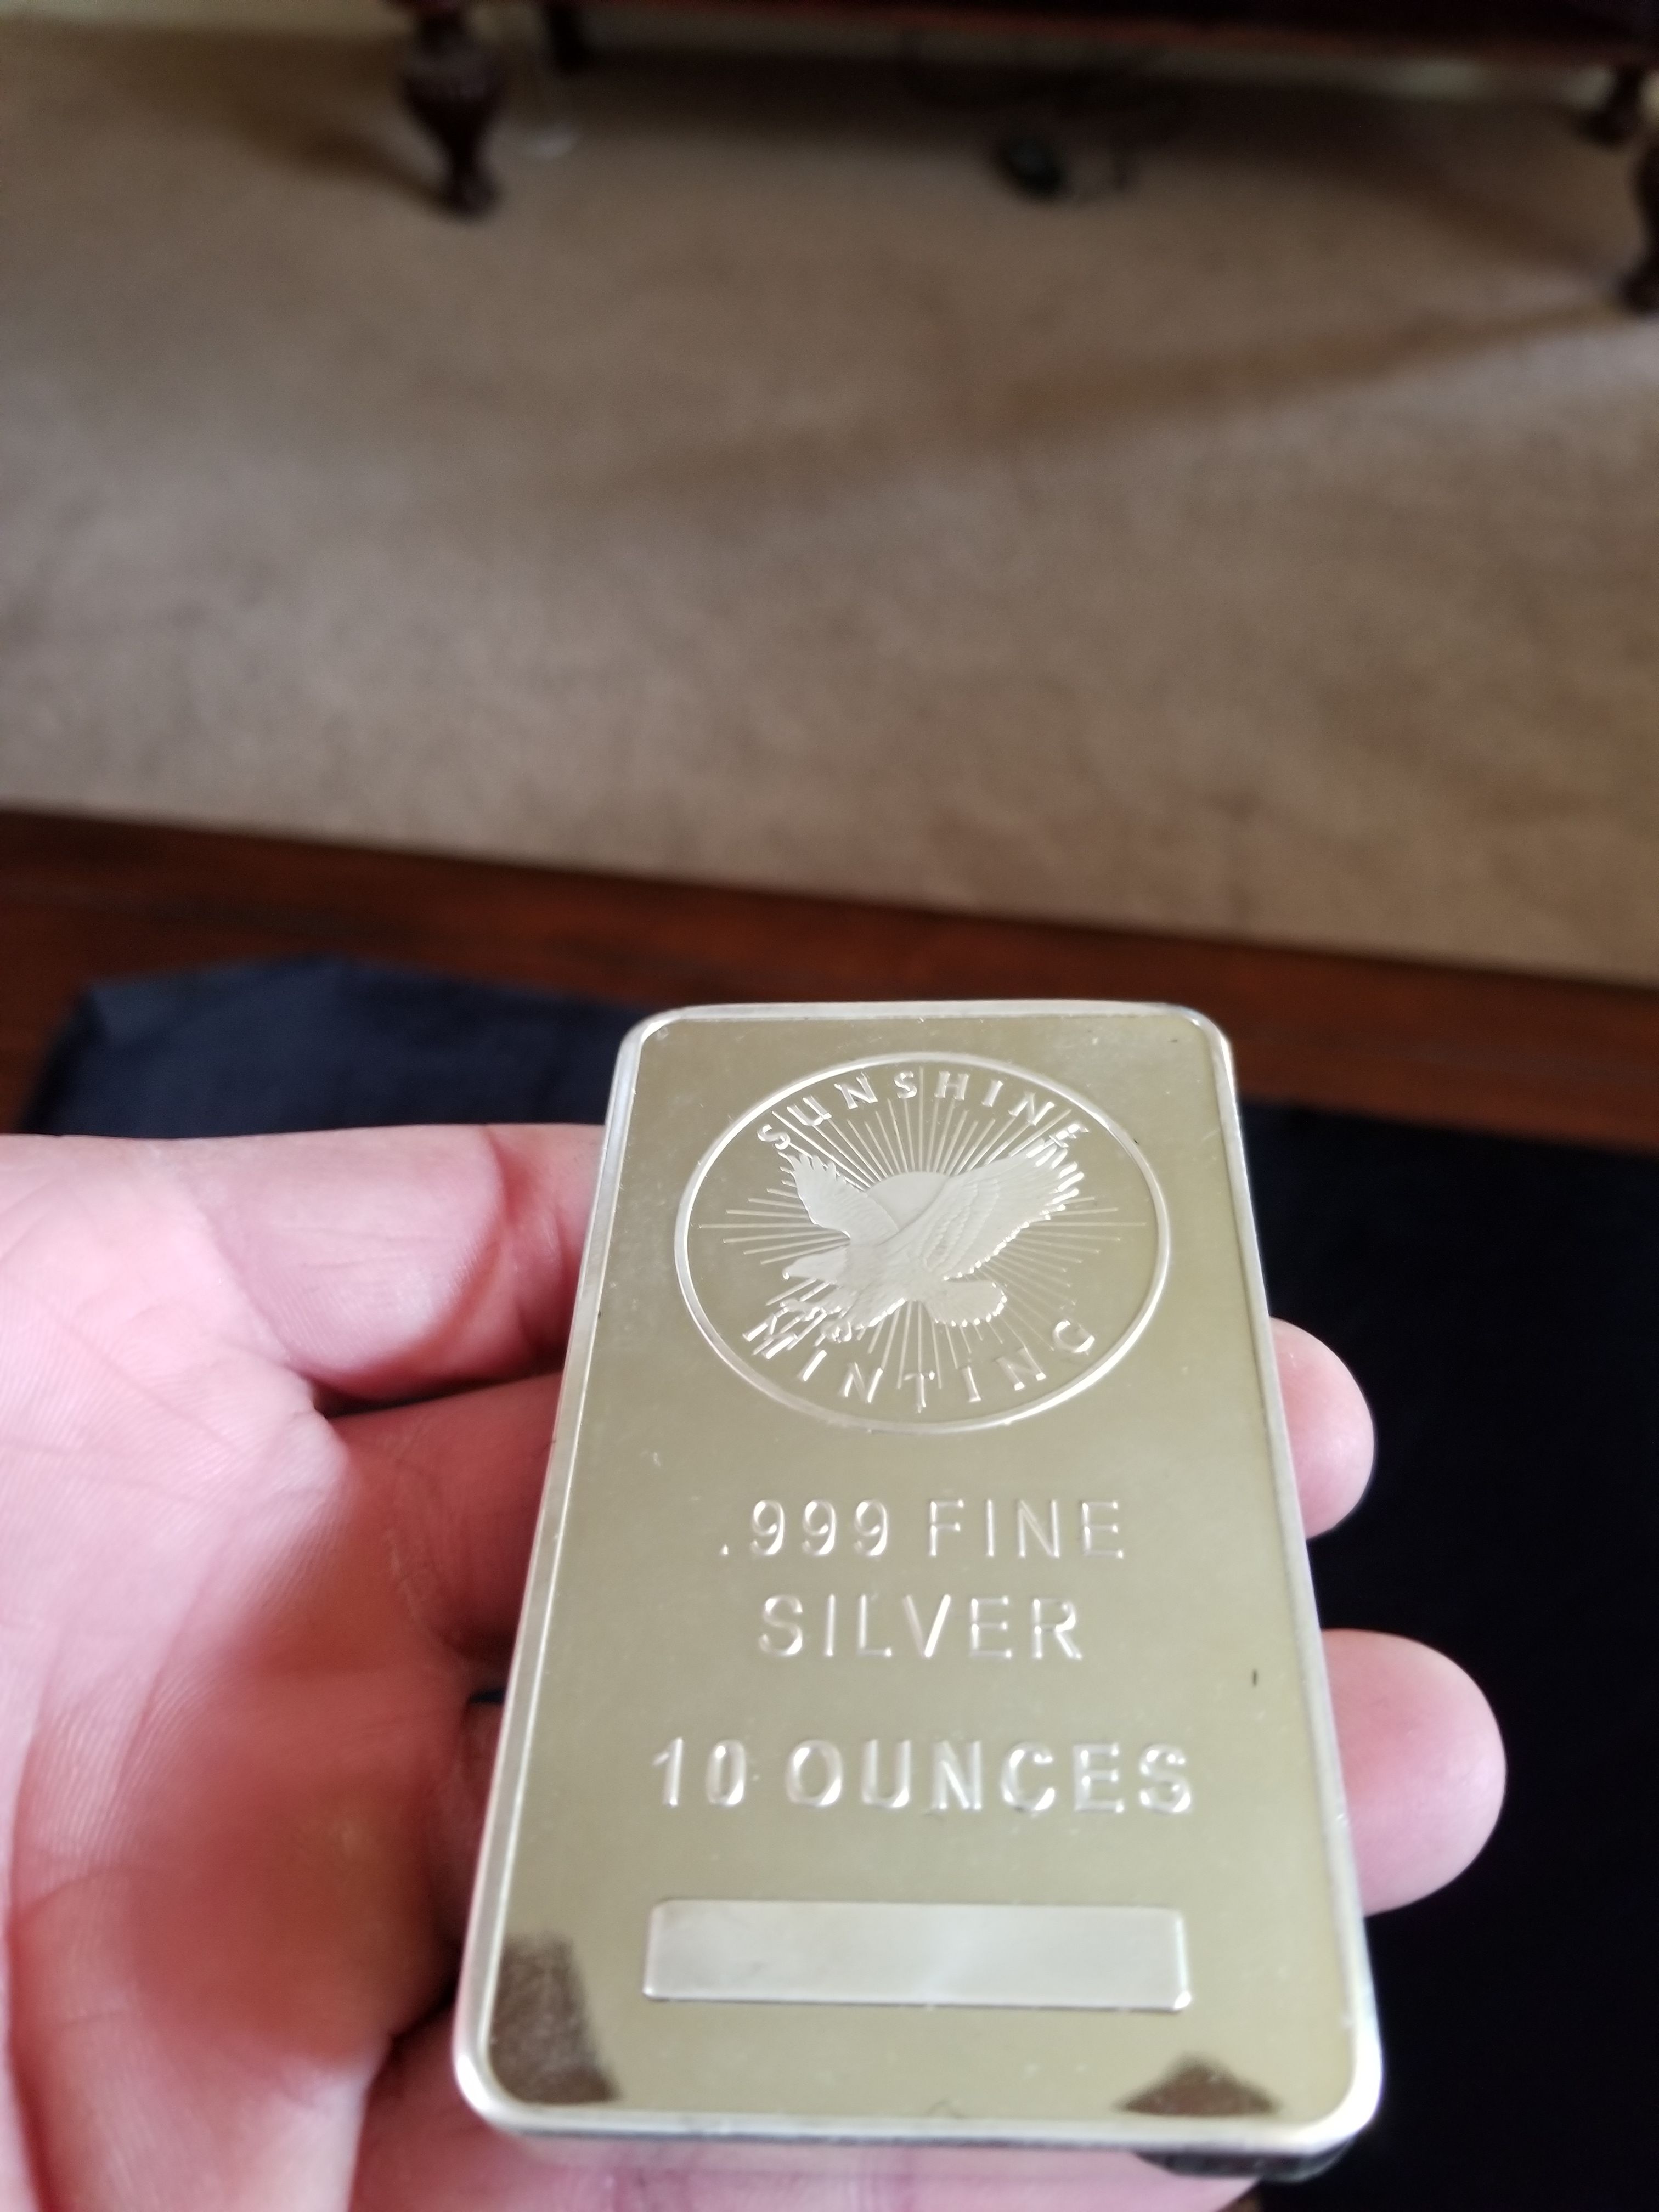 SUNSHINE
MINTING
.999 FINE
SILVER
10 OUNCES